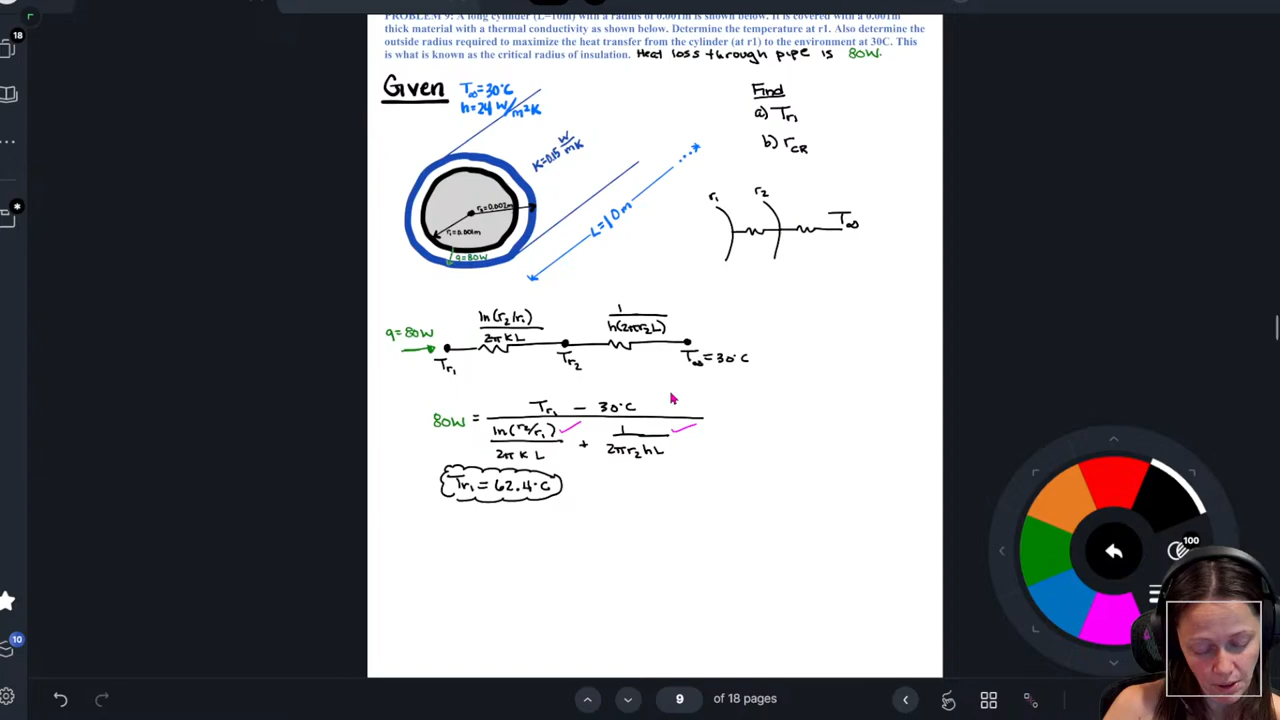 PROBLEM 9: A long cylinder (L=10m) with a radius of 0.001m is shown below. It is covered with a 0.001m
thick material with a thermal conductivity as shown below. Determine the temperature at r1. Also determine the
outside radius required to maximize the heat transfer from the cylinder (at r1) to the environment at 30C. This
is what is known as the critical radius of insulation. Heat loss through pipe is 80W.
Given
T∞ = 30°C
h = 24 W/m²K
K=0.15 W/mK
r₂=0.002m
r₁=0.001m
q=80W
L=10m
Find
a) Tr₁
b) rCR
r₁ r₂ T∞
q=80W
ln(r₂/r₁)
2πKL
1
h(2πr₂L)
Tr₁ Tr₂ T∞=30°C
80W = Tr₁ − 30°C
ln(r₂/r₁) + 1
2πKL 2πr₂hL
Tr₁ = 62.4°C
18
10
100
9 of 18 pages